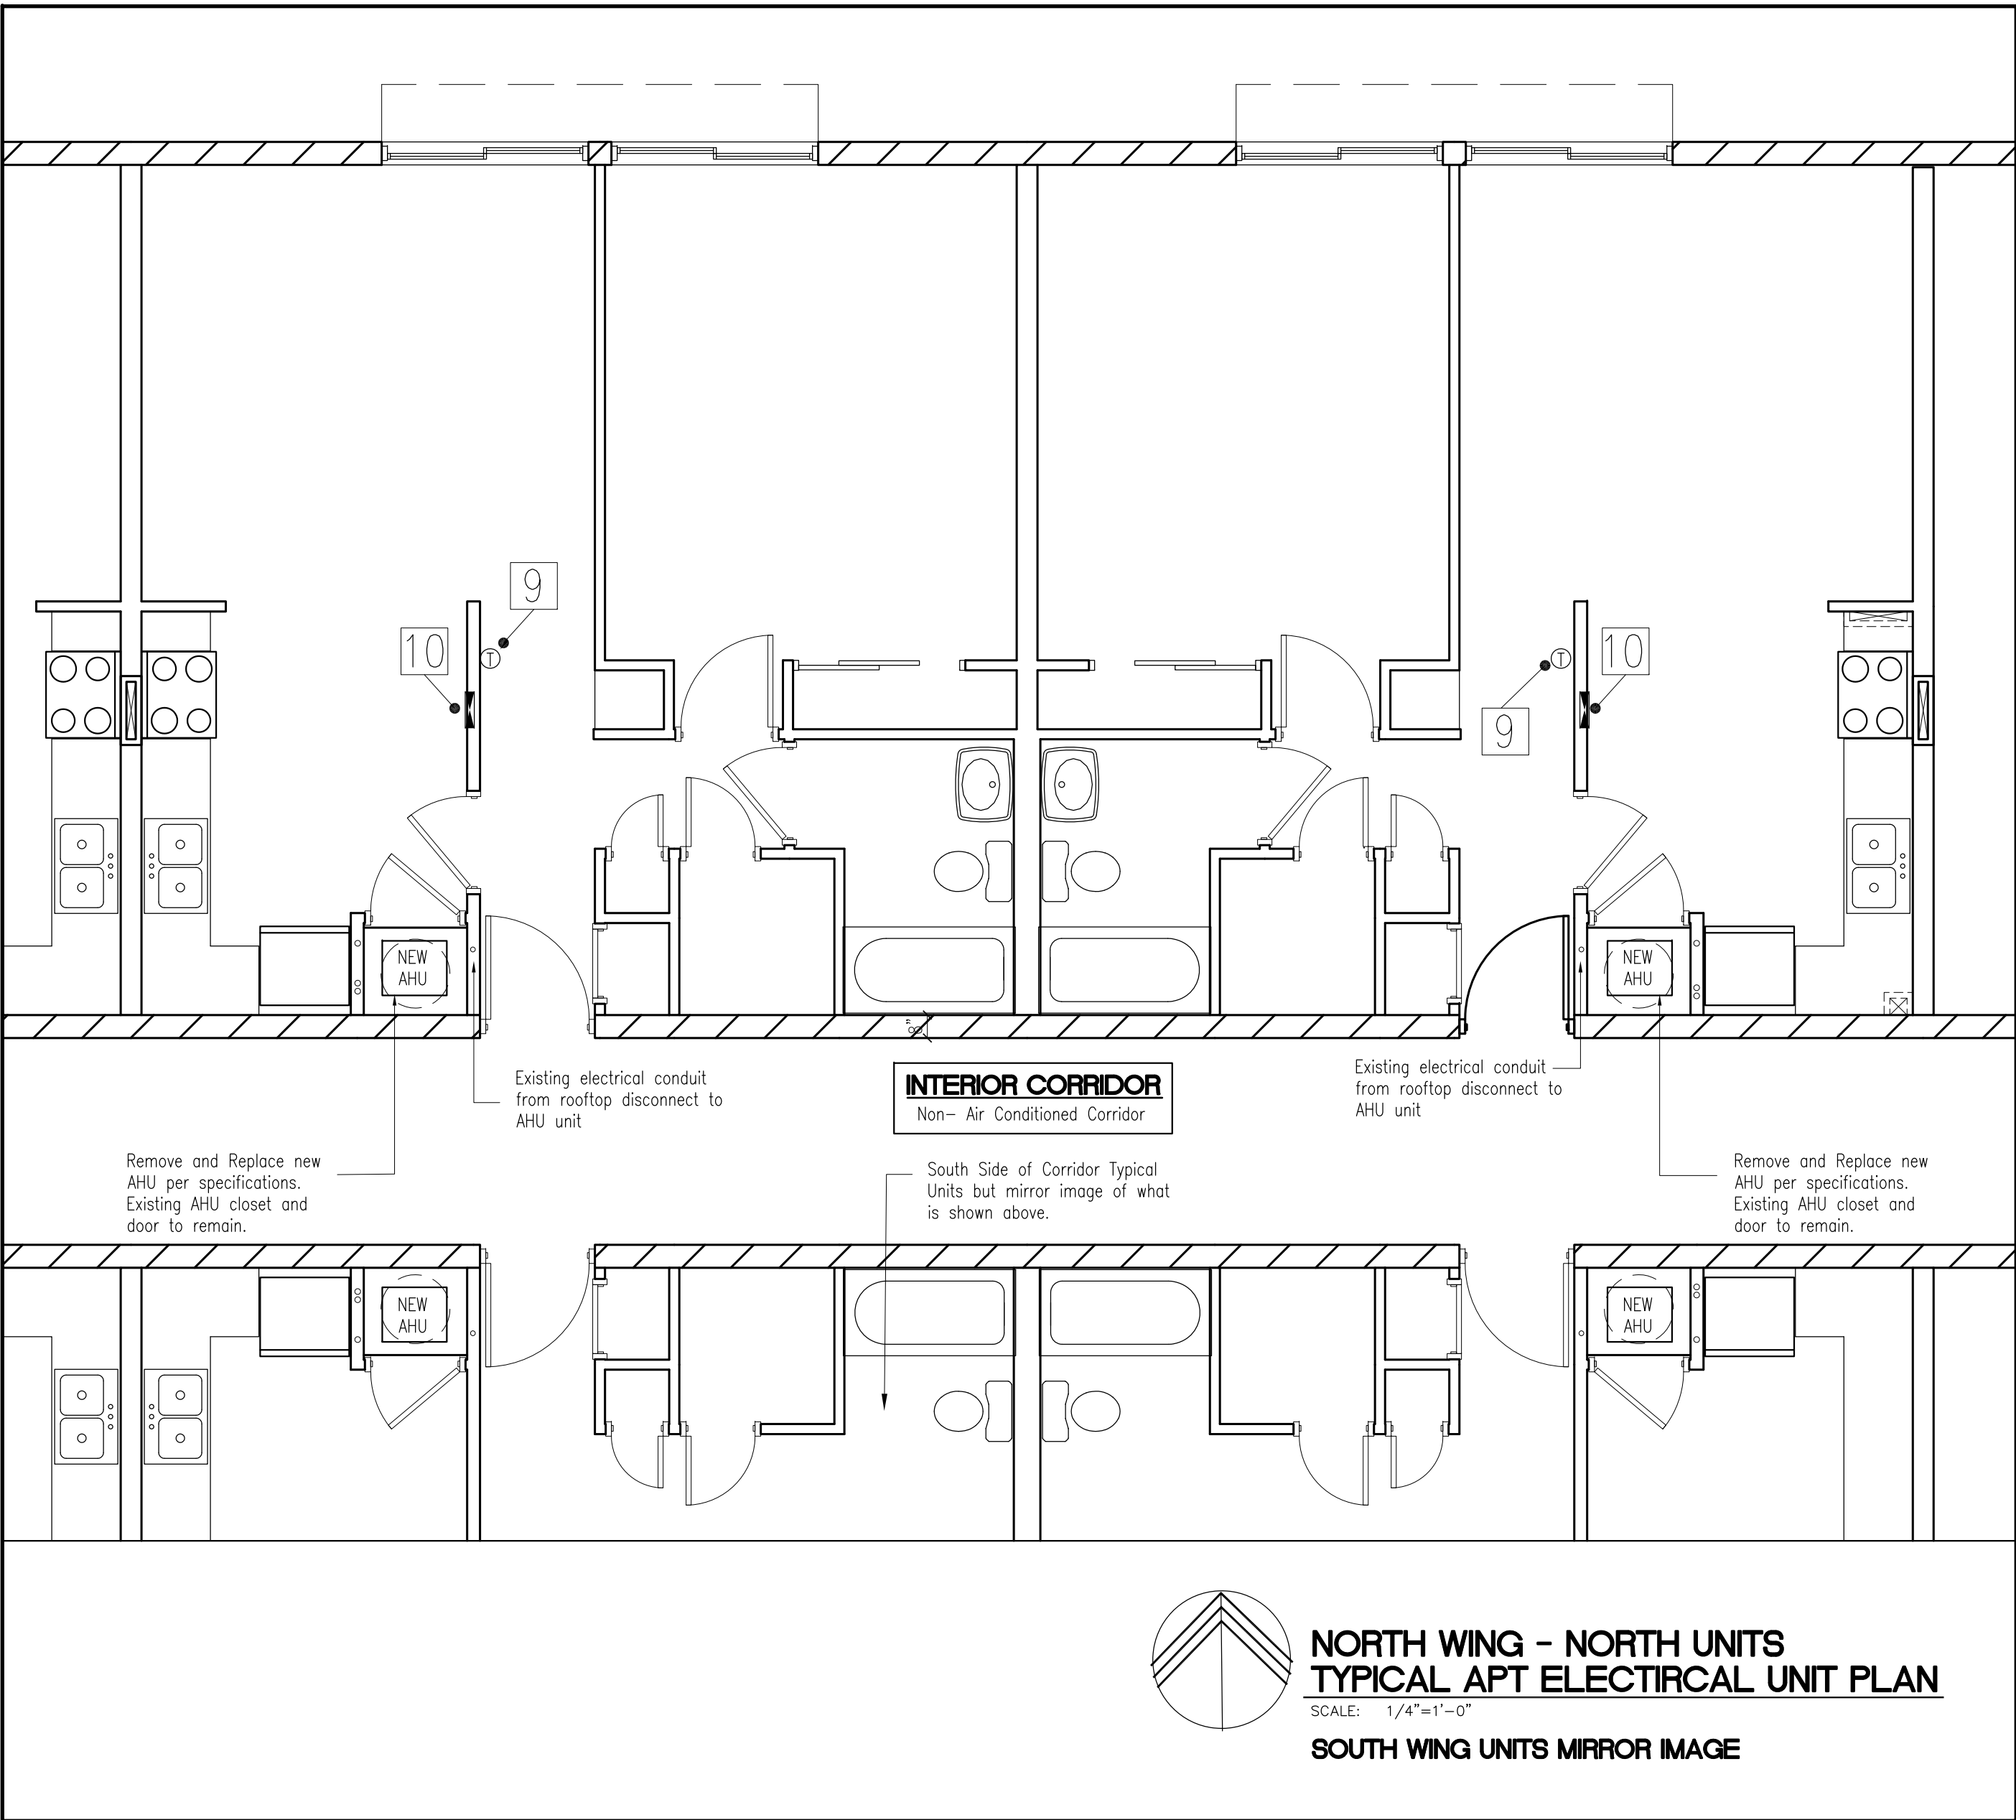 9
10
T
T
10
9
NEW
AHU
NEW
AHU
8"
Existing electrical conduit
from rooftop disconnect to
AHU unit
INTERIOR CORRIDOR
Non- Air Conditioned Corridor
Existing electrical conduit
from rooftop disconnect to
AHU unit
Remove and Replace new
AHU per specifications.
Existing AHU closet and
door to remain.
South Side of Corridor Typical
Units but mirror image of what
is shown above.
Remove and Replace new
AHU per specifications.
Existing AHU closet and
door to remain.
NEW
AHU
NEW
AHU
NORTH WING - NORTH UNITS
TYPICAL APT ELECTIRCAL UNIT PLAN
SCALE: 1/4"=1'-0"
SOUTH WING UNITS MIRROR IMAGE